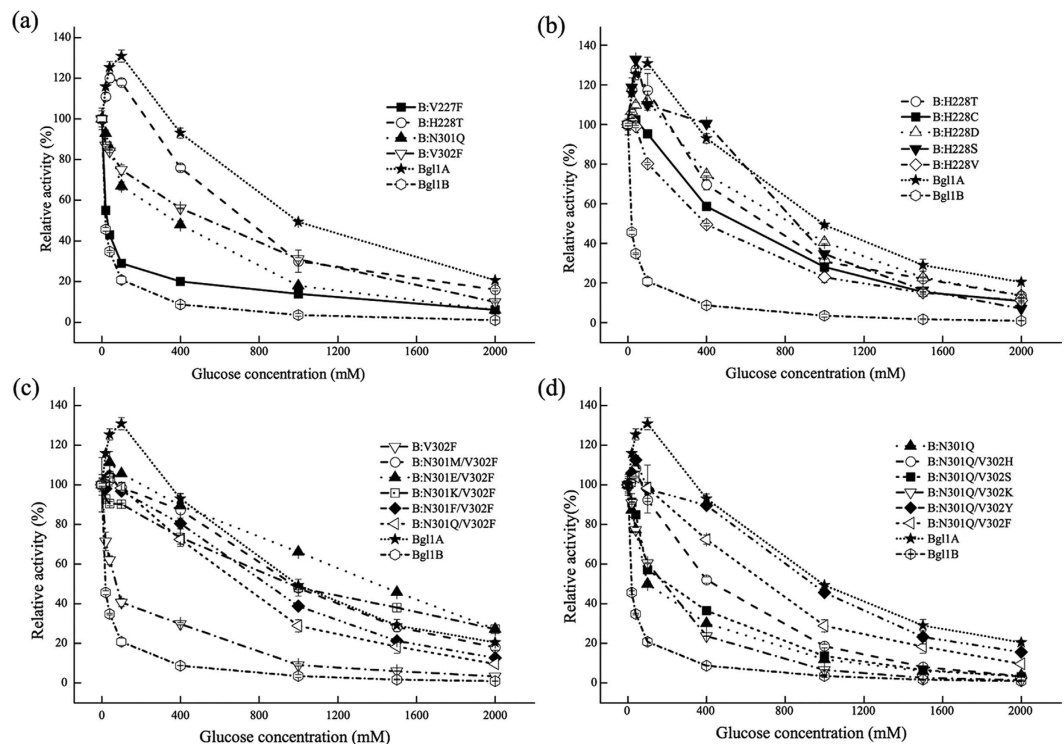 (a)
Relative activity (%)
140
120
100
80
60
40
20
0
B:V227F
B:H228T
B:N301Q
B:V302F
Bgl1A
Bgl1B
0 400 800 1200 1600 2000
Glucose concentration (mM)
(b)
Relative activity (%)
140
120
100
80
60
40
20
0
B:H228T
B:H228C
B:H228D
B:H228S
B:H228V
Bgl1A
Bgl1B
0 400 800 1200 1600 2000
Glucose concentration (mM)
(c)
Relative activity (%)
140
120
100
80
60
40
20
0
B:V302F
B:N301M/V302F
B:N301E/V302F
B:N301K/V302F
B:N301F/V302F
B:N301Q/V302F
Bgl1A
Bgl1B
0 400 800 1200 1600 2000
Glucose concentration (mM)
(d)
Relative activity(%)
140
120
100
80
60
40
20
0
B:N301Q
B:N301Q/V302H
B:N301Q/V302S
B:N301Q/V302K
B:N301Q/V302Y
B:N301Q/V302F
Bgl1A
Bgl1B
0 400 800 1200 1600 2000
Glucose concentration (mM)